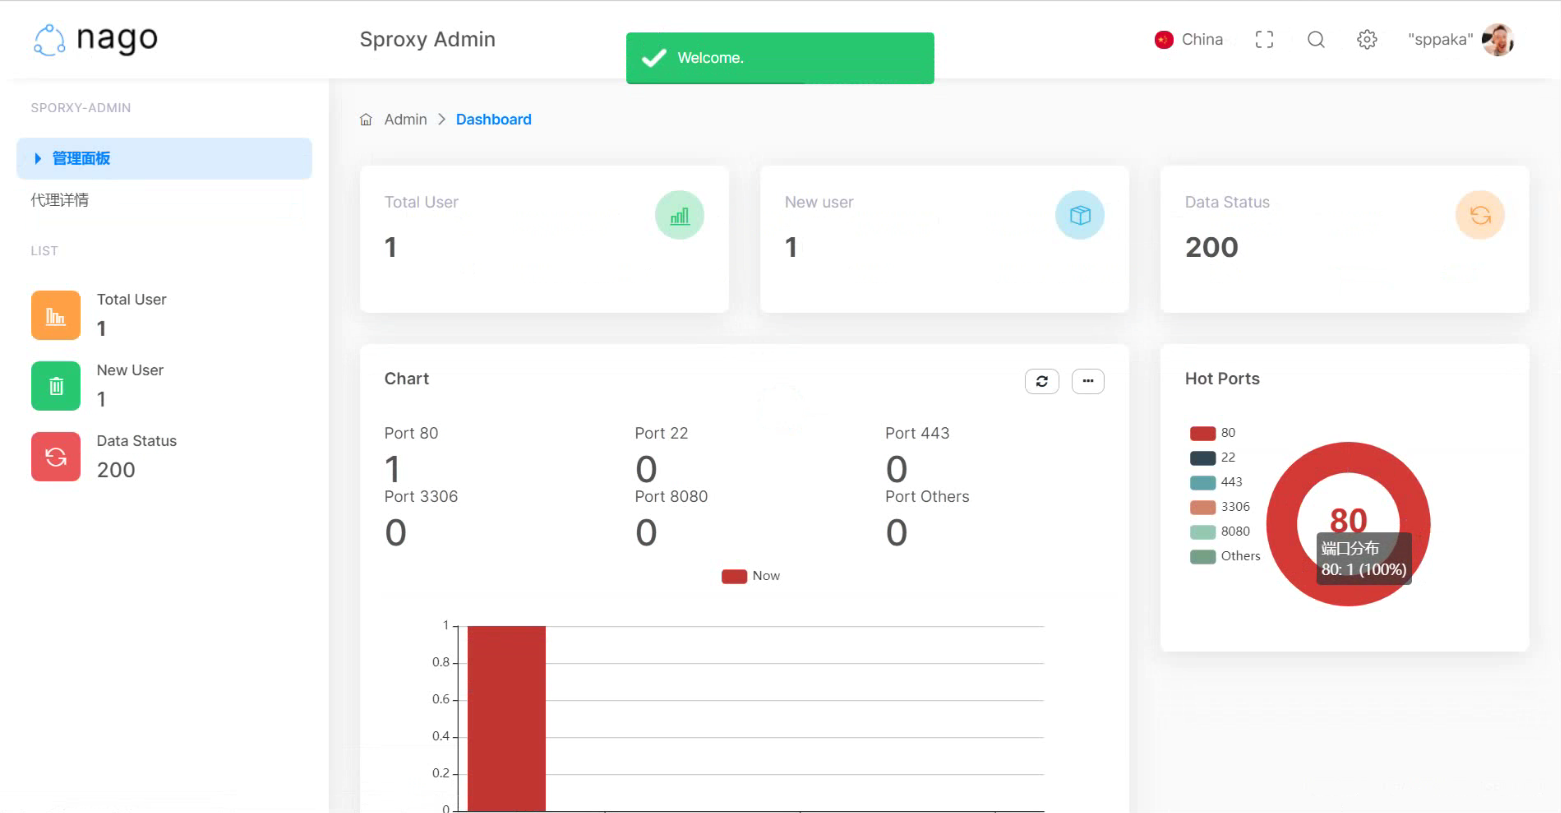 nago
Sproxy Admin
Welcome.
China
"sppaka"
SPORXY-ADMIN
管理面板
代理详情
LIST
Total User
1
New User
1
Data Status
200
Admin
Dashboard
Total User
1
New user
1
Data Status
200
Chart
Port 80
1
Port 22
0
Port 443
0
Port 3306
0
Port 8080
0
Port Others
0
Now
1
0.8
0.6
0.4
0.2
0
Hot Ports
80
22
443
3306
8080
Others
80
端口分布
80: 1 (100%)